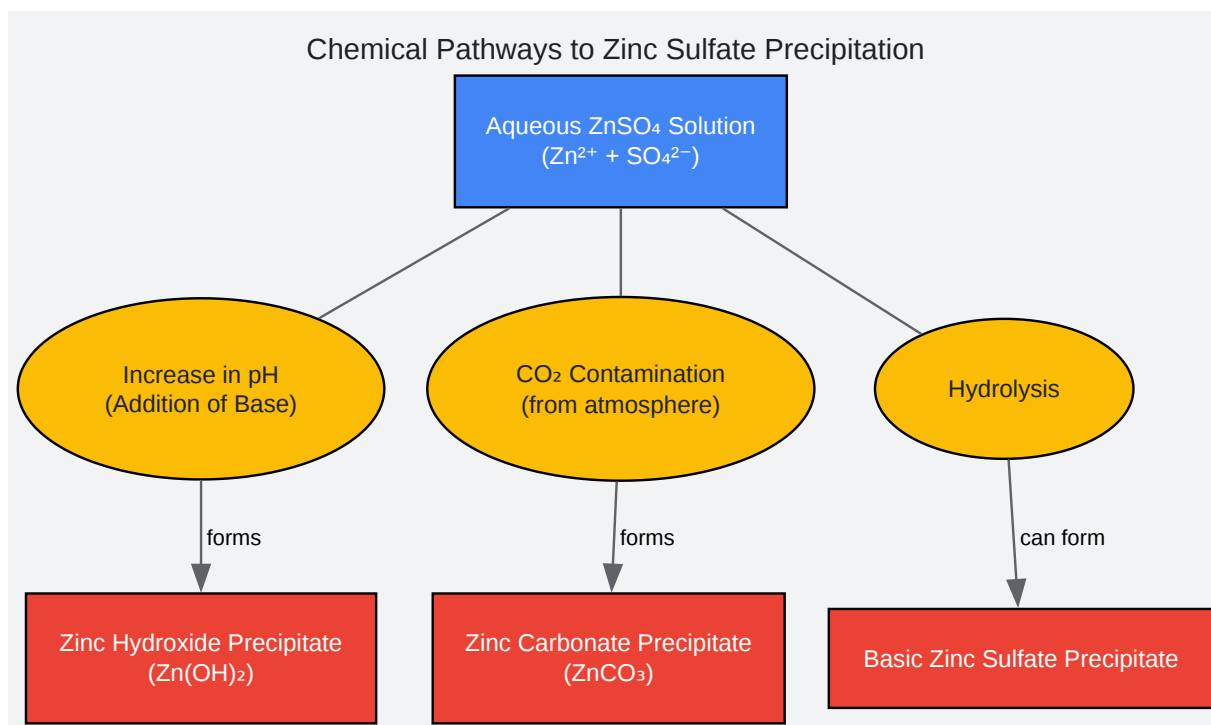 Chemical Pathways to Zinc Sulfate Precipitation
Aqueous ZnSO₄ Solution
(Zn²⁺ + SO₄²⁻)
Increase in pH
(Addition of Base)
CO₂ Contamination
(from atmosphere)
Hydrolysis
forms
forms
can form
Zinc Hydroxide Precipitate
(Zn(OH)₂)
Zinc Carbonate Precipitate
(ZnCO₃)
Basic Zinc Sulfate Precipitate